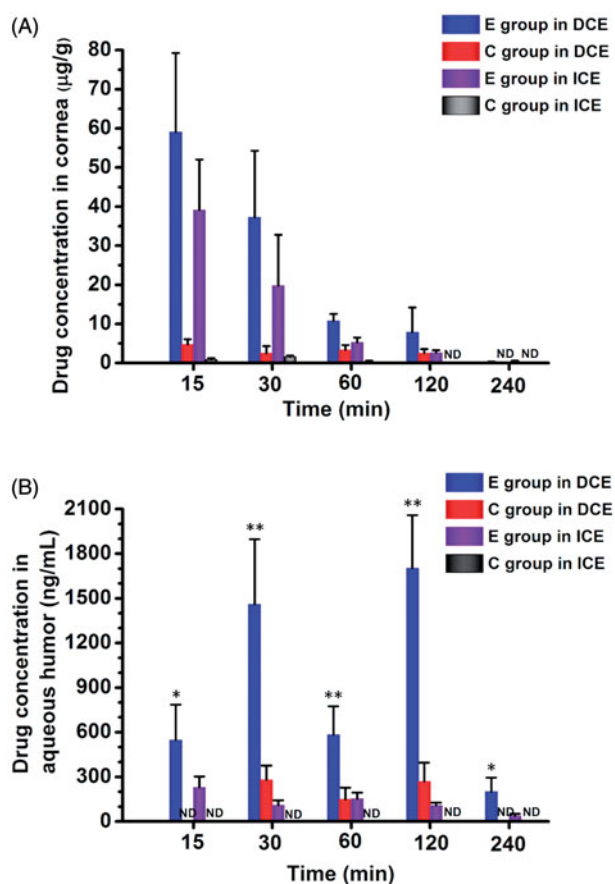 (A)
E group in DCE
C group in DCE
E group in ICE
C group in ICE
Drug concentration in cornea (μg/g)
80
70
60
50
40
30
20
10
0
ND
ND ND
15 30 60 120 240
Time (min)
(B)
E group in DCE
C group in DCE
E group in ICE
C group in ICE
Drug concentration in
aqueous humor (ng/mL)
2100
1800
1500
1200
900
600
300
0
* ** ** ** *
ND ND ND ND ND ND ND
15 30 60 120 240
Time (min)